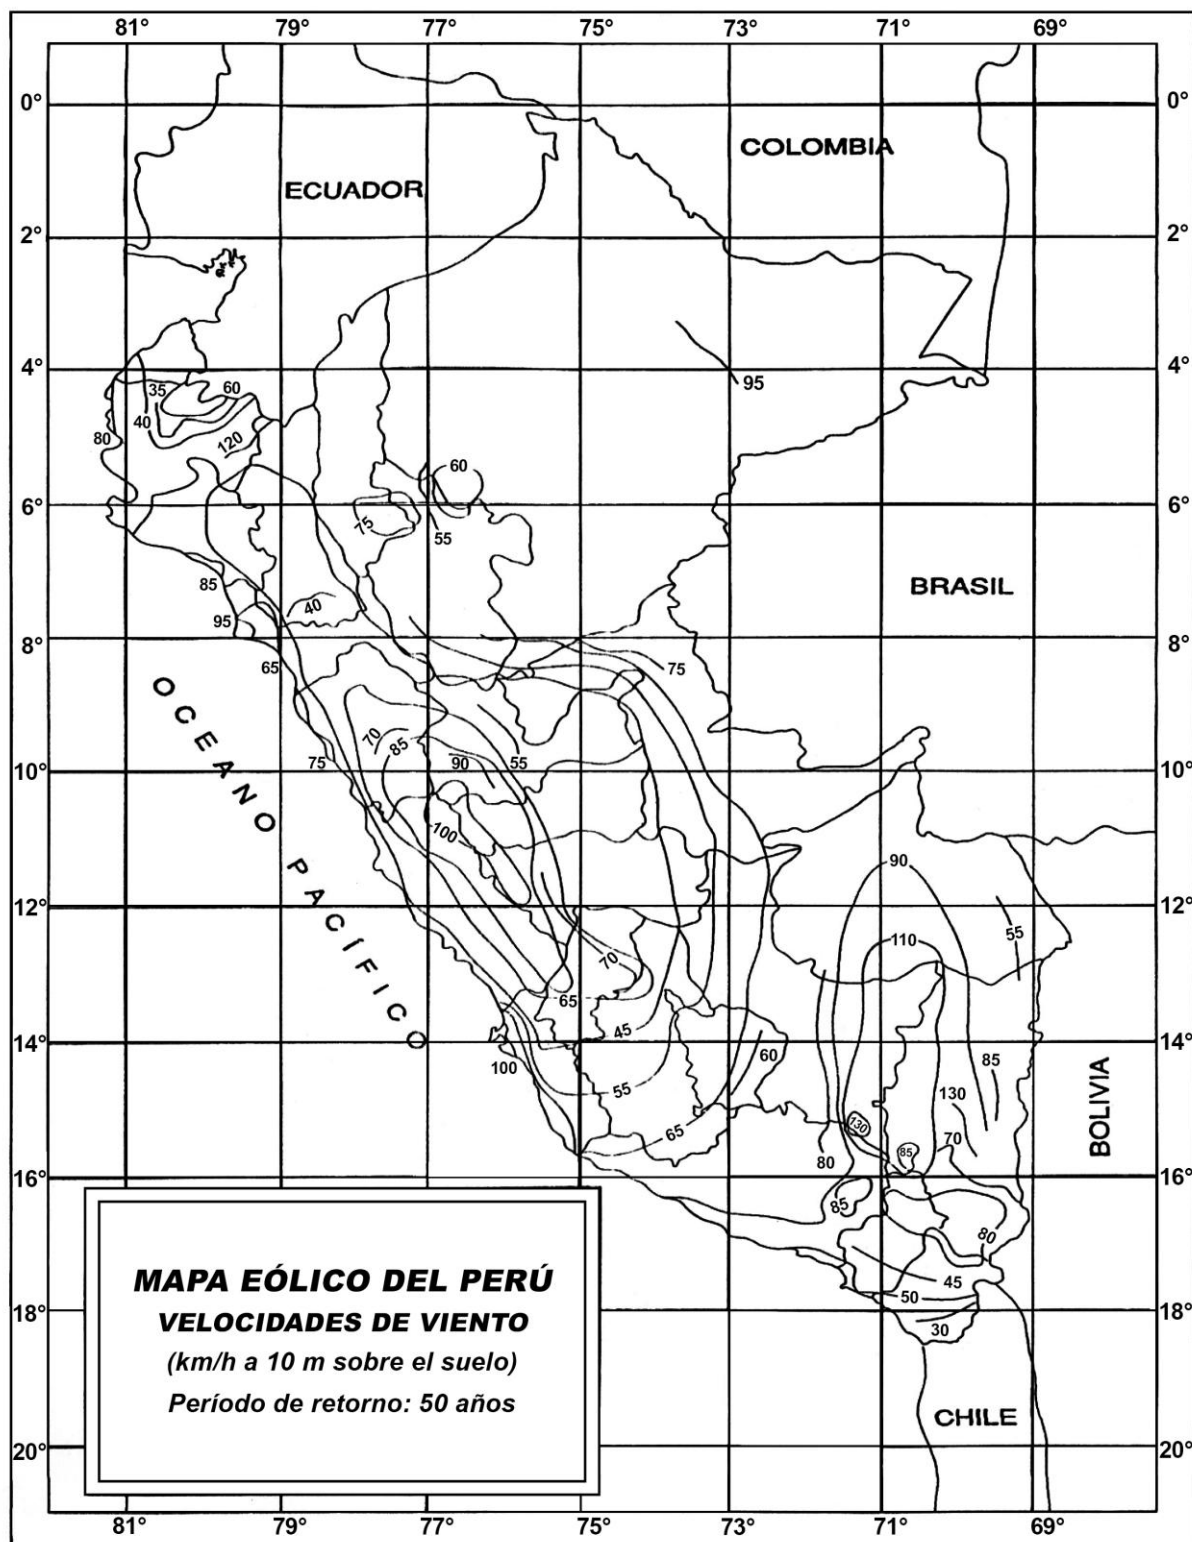 81° 79° 77° 75° 73° 71° 69°
0° 0°
COLOMBIA
ECUADOR
2° 2°
4° 4°
95
35 60
40
80 120
60
6° 6°
75 55
85 40 BRASIL
95
8° 8°
65 75
OCEANO PACÍFICO
70 85
75 90 55
10° 10°
100
90
12° 12°
55
110
70
65
45
14° 14°
100 60 85
55 130
BOLIVIA
65 130 70
80 85
16° 16°
85
80
MAPA EÓLICO DEL PERÚ
45
VELOCIDADES DE VIENTO
50
18° 18°
30
(km/h a 10 m sobre el suelo)
Período de retorno: 50 años
CHILE
20° 20°
81° 79° 77° 75° 73° 71° 69°